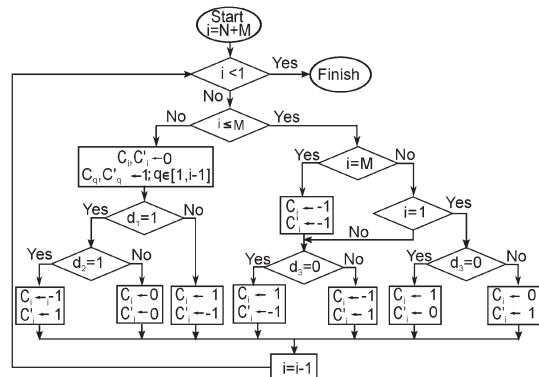 Start
i=N+M
i <1
Yes
Finish
No
No
i ≤ M
Yes
C_i,C'_i ←0
C_q,C'_q ←1;qϵ[1,i-1]
Yes
i=M
No
Yes
d_1=1
No
C_i ←-1
C'_i ←-1
i=1
Yes
No
Yes
d_2=1
No
Yes
d_3=0
No
Yes
d_3=0
No
C_i ←-1
C'_i ← 1
C_i ←0
C'_i ←0
C_i ← 1
C'_i ←-1
C_i ← 1
C'_i ←-1
C_i ←-1
C'_i ← 1
C_i ← 1
C'_i ← 0
C_i ← 0
C'_i ← 1
i=i-1